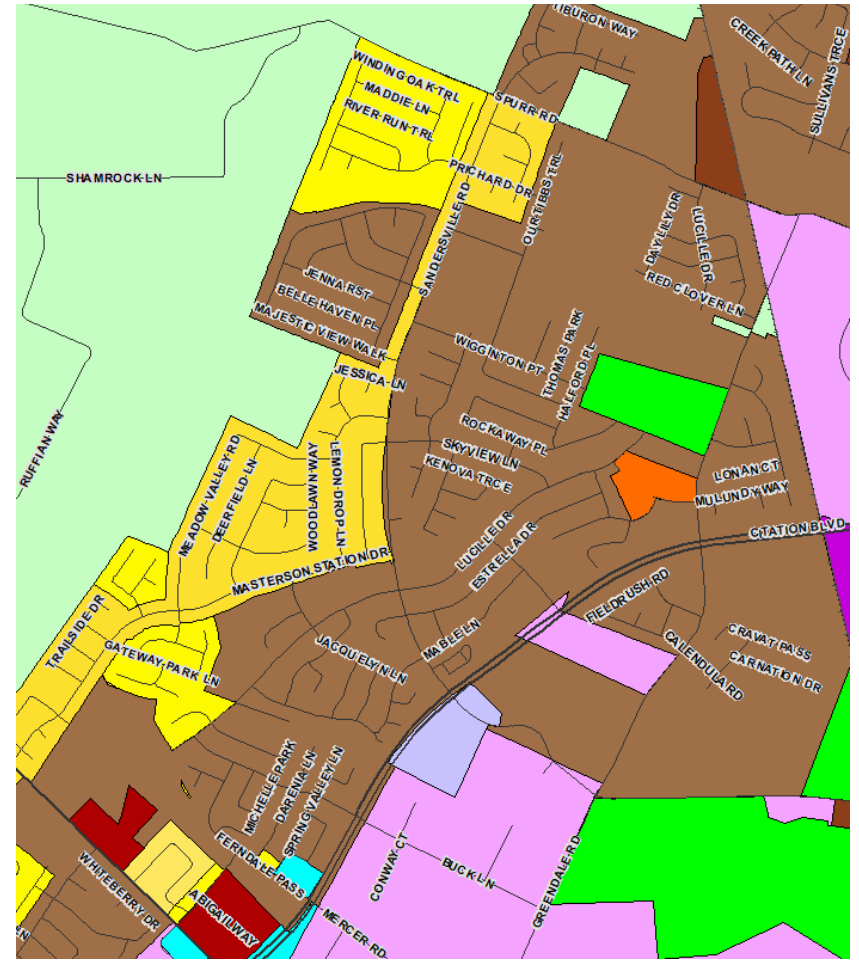 TIBURON WAY
CREEK PATH LN
SULLIVANS TRCE
WINDING OAK TRL
MADDIE LN
RIVER RUN TRL
SPURR RD
PRICHARD DR
SHAMROCK LN
OUR TIBBS TRL
DAY LILY DR
LUCILLE DR
SANDERSVILLE RD
RED CLOVER LN
JENNA RST
BELLE HAVEN PL
MAJESTIC VIEW WALK
WIGGINTON PT
THOMAS PARK
HALFORD PL
JESSICA LN
RUFFIAN WAY
ROCKAWAY PL
SKYVIEW LN
KENOVA TRCE
MEADOW VALLEY RD
DEERFIELD LN
WOODLAWN WAY
LEMON DROP LN
LONAN CT
MULUNDY WAY
CITATION BLVD
LUCILLE DR
ESTRELLA DR
MASTERSON STATION DR
FIELDRUSH RD
TRAILSIDE DR
GATEWAY PARK LN
JACQUELYN LN
MABLE LN
CALENDULA RD
CRAVAT PASS
CARNATION DR
MICHELLE PARK
DARENIA LN
SPRING VALLEY LN
FERNDALE PASS
WHITEBERRY DR
ABIGAIL WAY
CONWAY CT
BUCK LN
GREENDALE RD
MERCER RD
LN